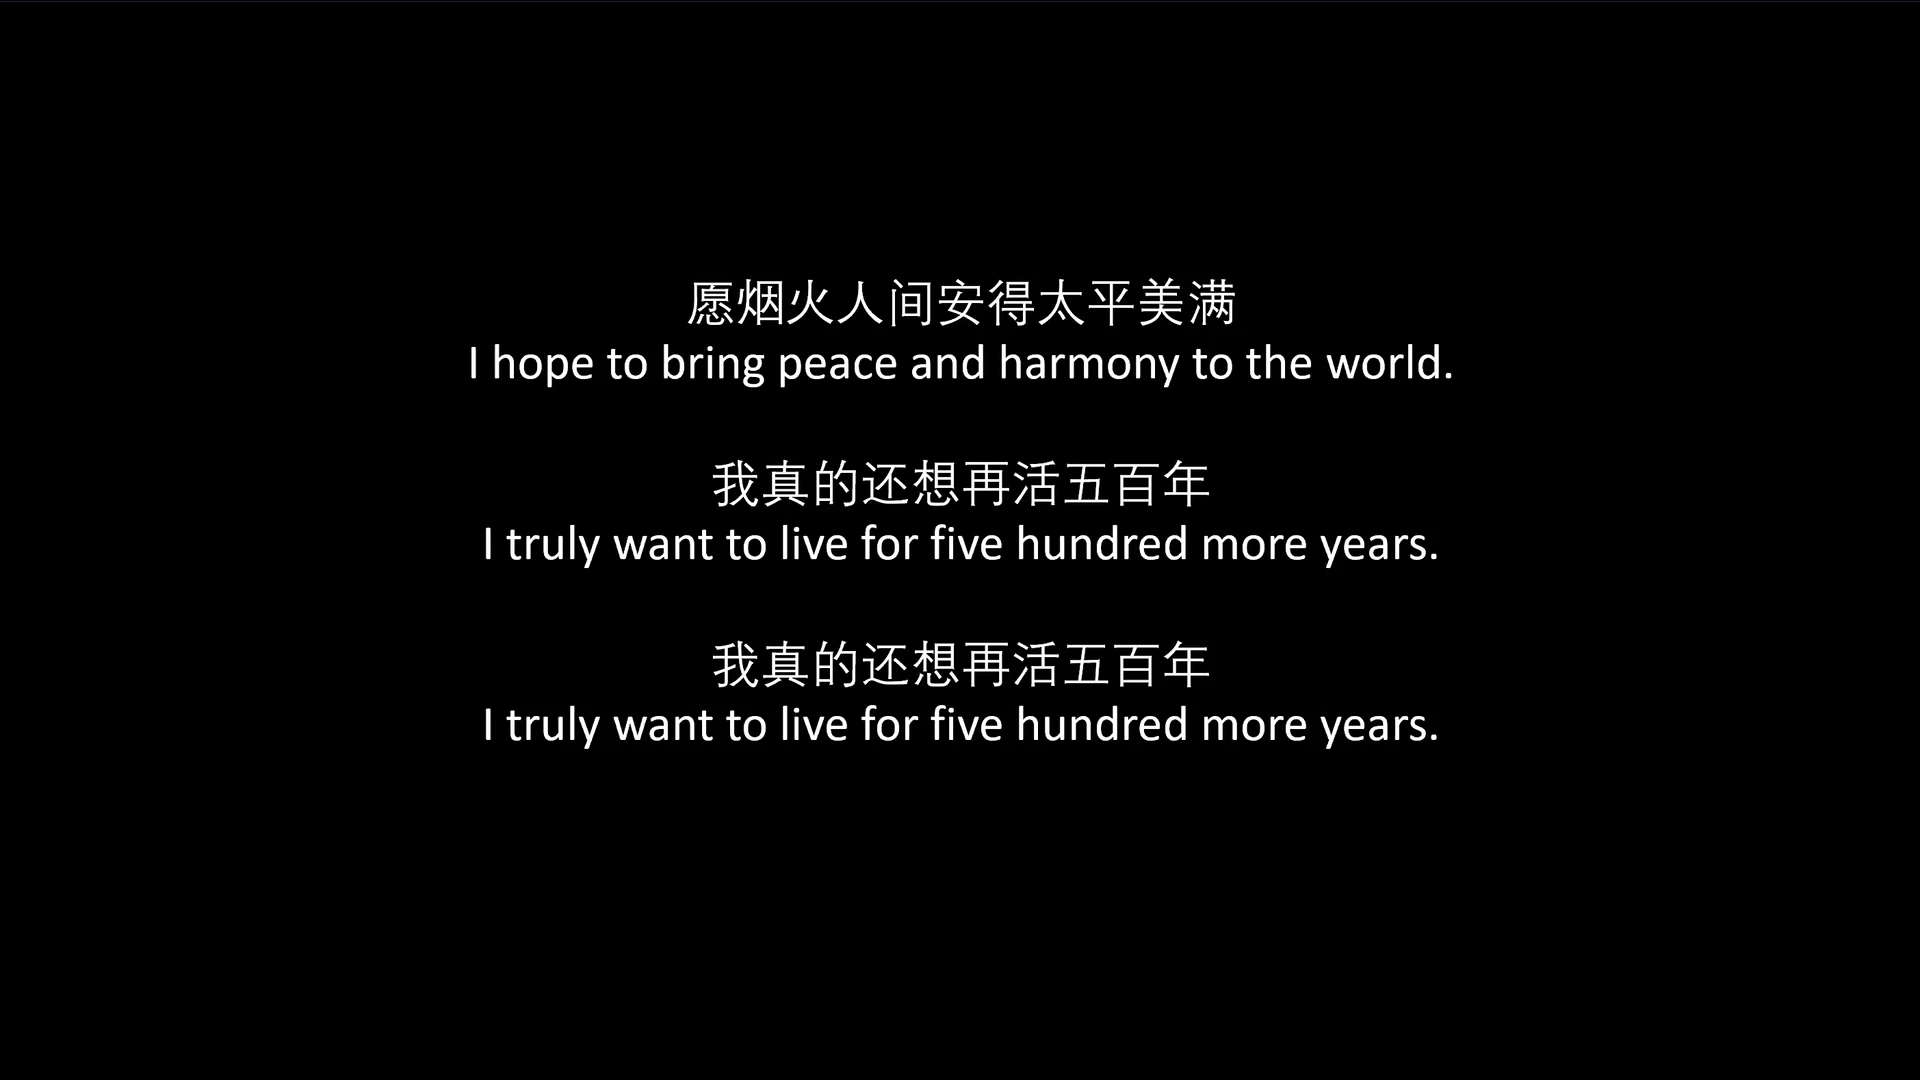 愿烟火人间安得太平美满
I hope to bring peace and harmony to the world.
我真的还想再活五百年
I truly want to live for five hundred more years.
我真的还想再活五百年
I truly want to live for five hundred more years.